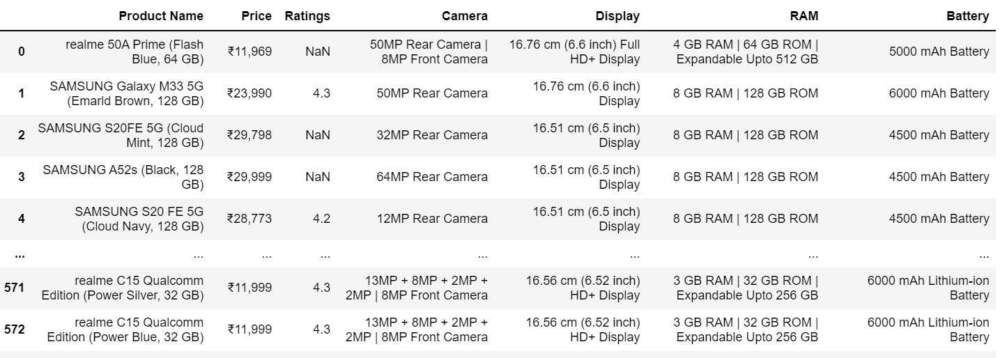 Product Name Price Ratings Camera Display RAM Battery
0 realme 50A Prime (Flash Blue, 64 GB) ₹11,969 NaN 50MP Rear Camera | 8MP Front Camera 16.76 cm (6.6 inch) Full HD+ Display 4 GB RAM | 64 GB ROM | Expandable Upto 512 GB 5000 mAh Battery
1 SAMSUNG Galaxy M33 5G (Emarld Brown, 128 GB) ₹23,990 4.3 50MP Rear Camera 16.76 cm (6.6 inch) Display 8 GB RAM | 128 GB ROM 6000 mAh Battery
2 SAMSUNG S20FE 5G (Cloud Mint, 128 GB) ₹29,798 NaN 32MP Rear Camera 16.51 cm (6.5 inch) Display 8 GB RAM | 128 GB ROM 4500 mAh Battery
3 SAMSUNG A52s (Black, 128 GB) ₹29,999 NaN 64MP Rear Camera 16.51 cm (6.5 inch) Display 8 GB RAM | 128 GB ROM 4500 mAh Battery
4 SAMSUNG S20 FE 5G (Cloud Navy, 128 GB) ₹28,773 4.2 12MP Rear Camera 16.51 cm (6.5 inch) Display 8 GB RAM | 128 GB ROM 4500 mAh Battery
... ... ... ... ... ... ... ...
571 realme C15 Qualcomm Edition (Power Silver, 32 GB) ₹11,999 4.3 13MP + 8MP + 2MP + 2MP | 8MP Front Camera 16.56 cm (6.52 inch) HD+ Display 3 GB RAM | 32 GB ROM | Expandable Upto 256 GB 6000 mAh Lithium-ion Battery
572 realme C15 Qualcomm Edition (Power Blue, 32 GB) ₹11,999 4.3 13MP + 8MP + 2MP + 2MP | 8MP Front Camera 16.56 cm (6.52 inch) HD+ Display 3 GB RAM | 32 GB ROM | Expandable Upto 256 GB 6000 mAh Lithium-ion Battery